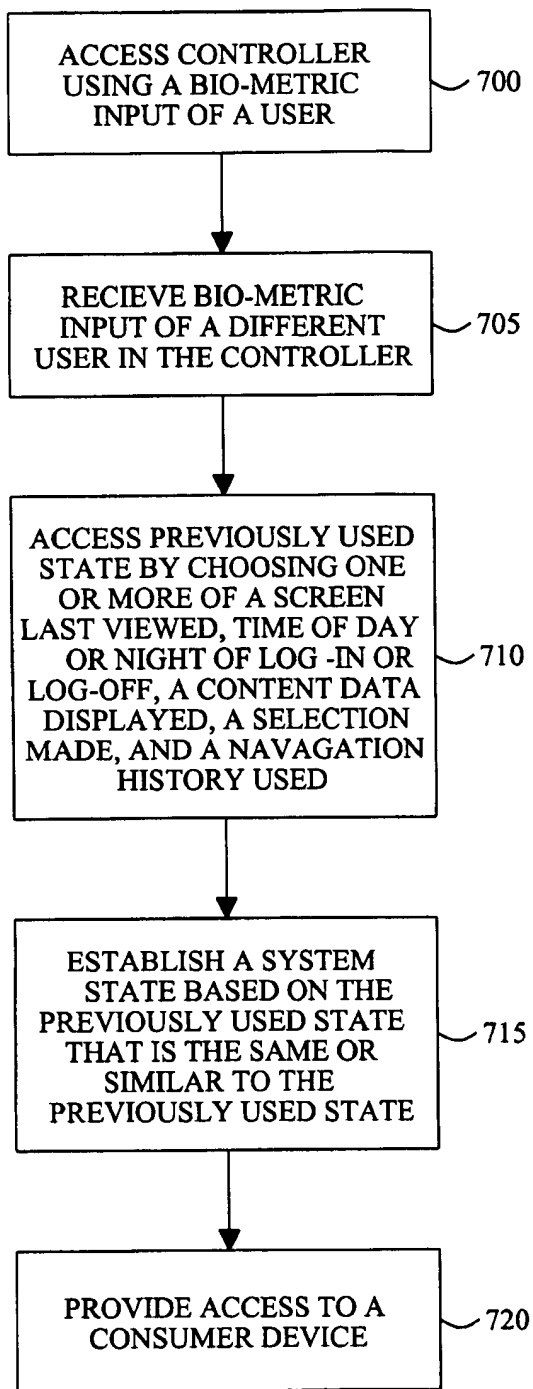 ACCESS CONTROLLER
USING A BIO-METRIC
INPUT OF A USER
700
RECIEVE BIO-METRIC
INPUT OF A DIFFERENT
USER IN THE CONTROLLER
705
ACCESS PREVIOUSLY USED
STATE BY CHOOSING ONE
OR MORE OF A SCREEN
LAST VIEWED, TIME OF DAY
OR NIGHT OF LOG -IN OR
LOG-OFF, A CONTENT DATA
DISPLAYED, A SELECTION
MADE, AND A NAVAGATION
HISTORY USED
710
ESTABLISH A SYSTEM
STATE BASED ON THE
PREVIOUSLY USED STATE
THAT IS THE SAME OR
SIMILAR TO THE
PREVIOUSLY USED STATE
715
PROVIDE ACCESS TO A
CONSUMER DEVICE
720